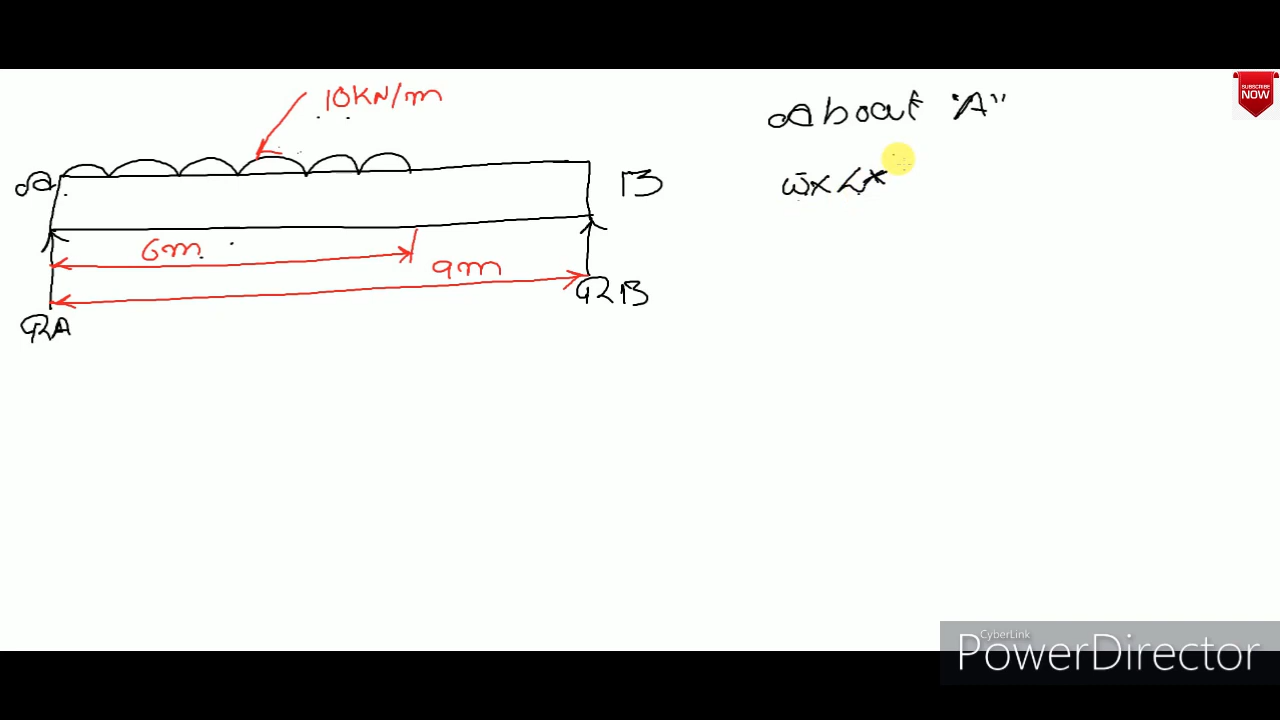 10KN/m
About "A"
SUBSCRIBE
NOW
A
B
W×L×
6m
9m
RB
RA
CyberLink
PowerDirector